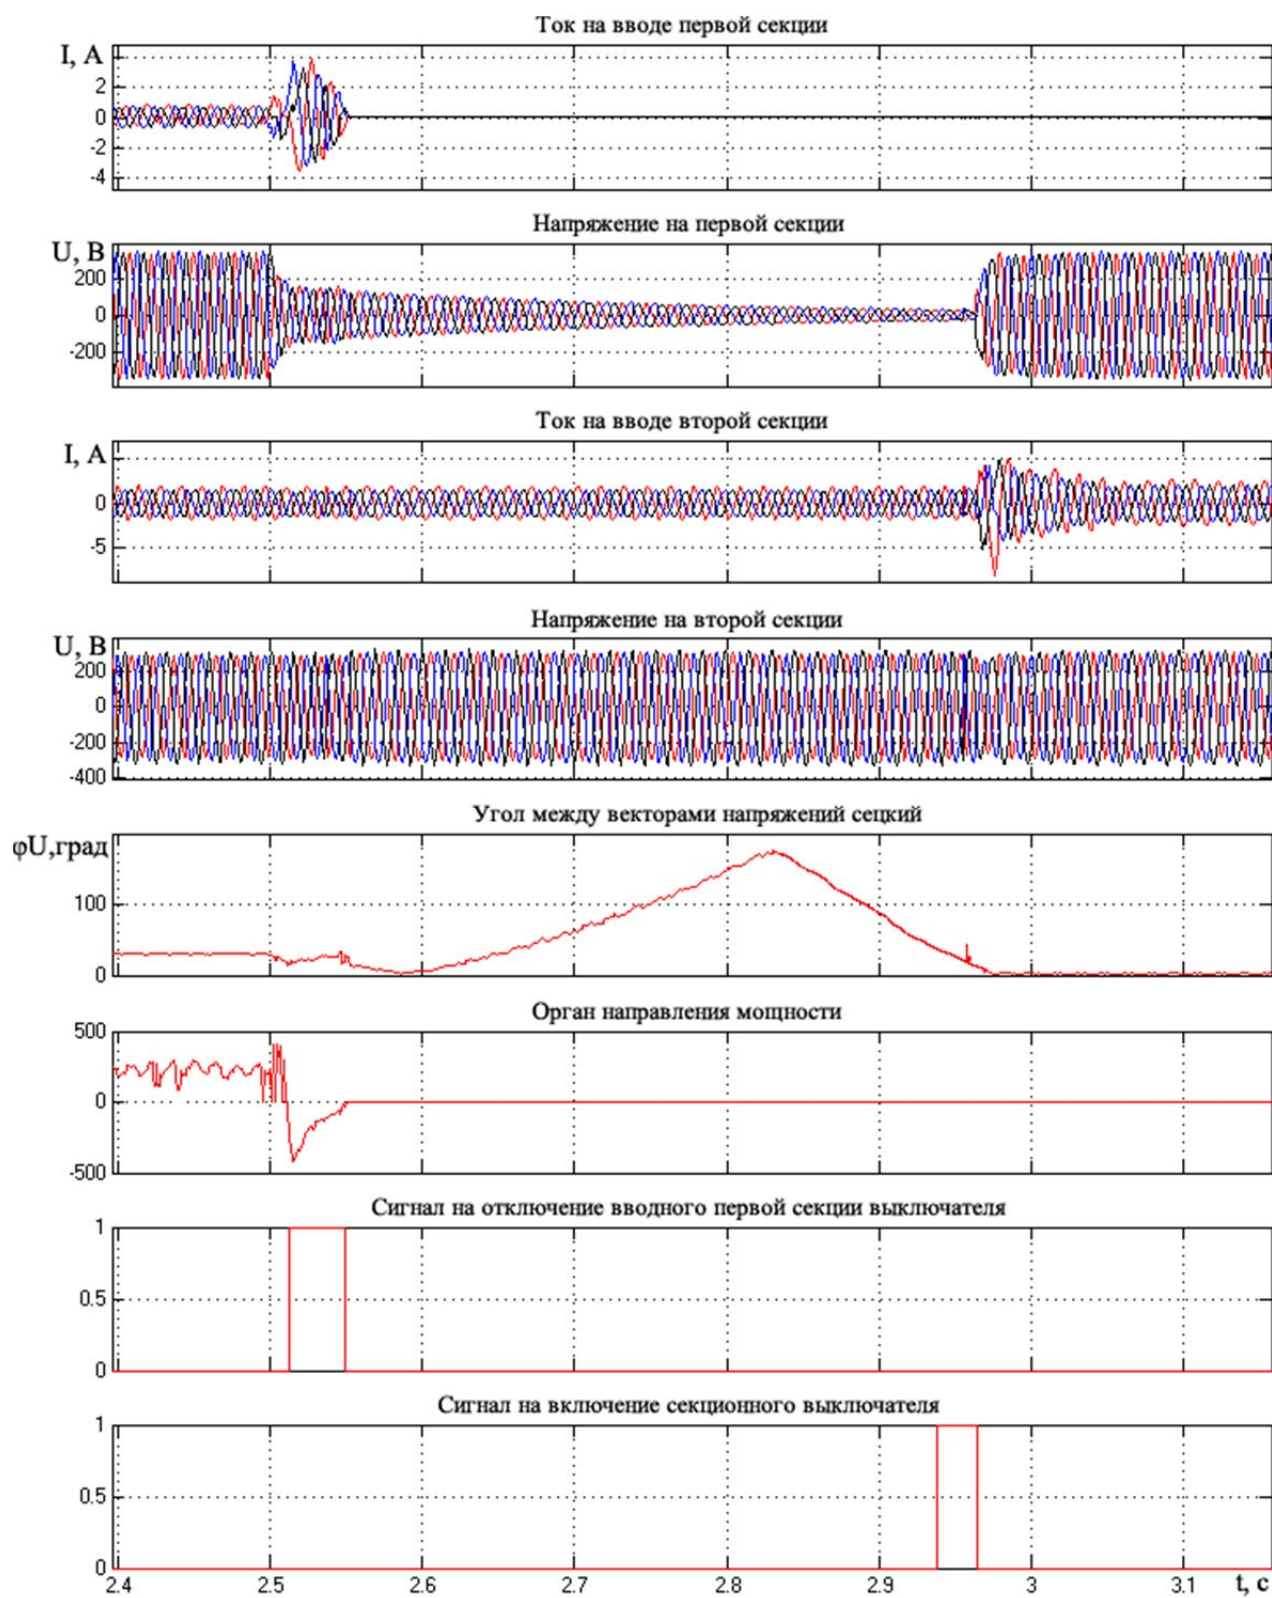 Ток на вводе первой секции
I, А
2
0
-2
-4
Напряжение на первой секции
U, В
200
0
-200
Ток на вводе второй секции
I, А
0
-5
Напряжение на второй секции
U, В
200
0
-200
-400
Угол между векторами напряжений сецкий
φU,град
100
0
Орган направления мощности
500
0
-500
Сигнал на отключение вводного первой секции выключателя
1
0.5
0
Сигнал на включение секционного выключателя
1
0.5
0
2.4 2.5 2.6 2.7 2.8 2.9 3 3.1 t, с